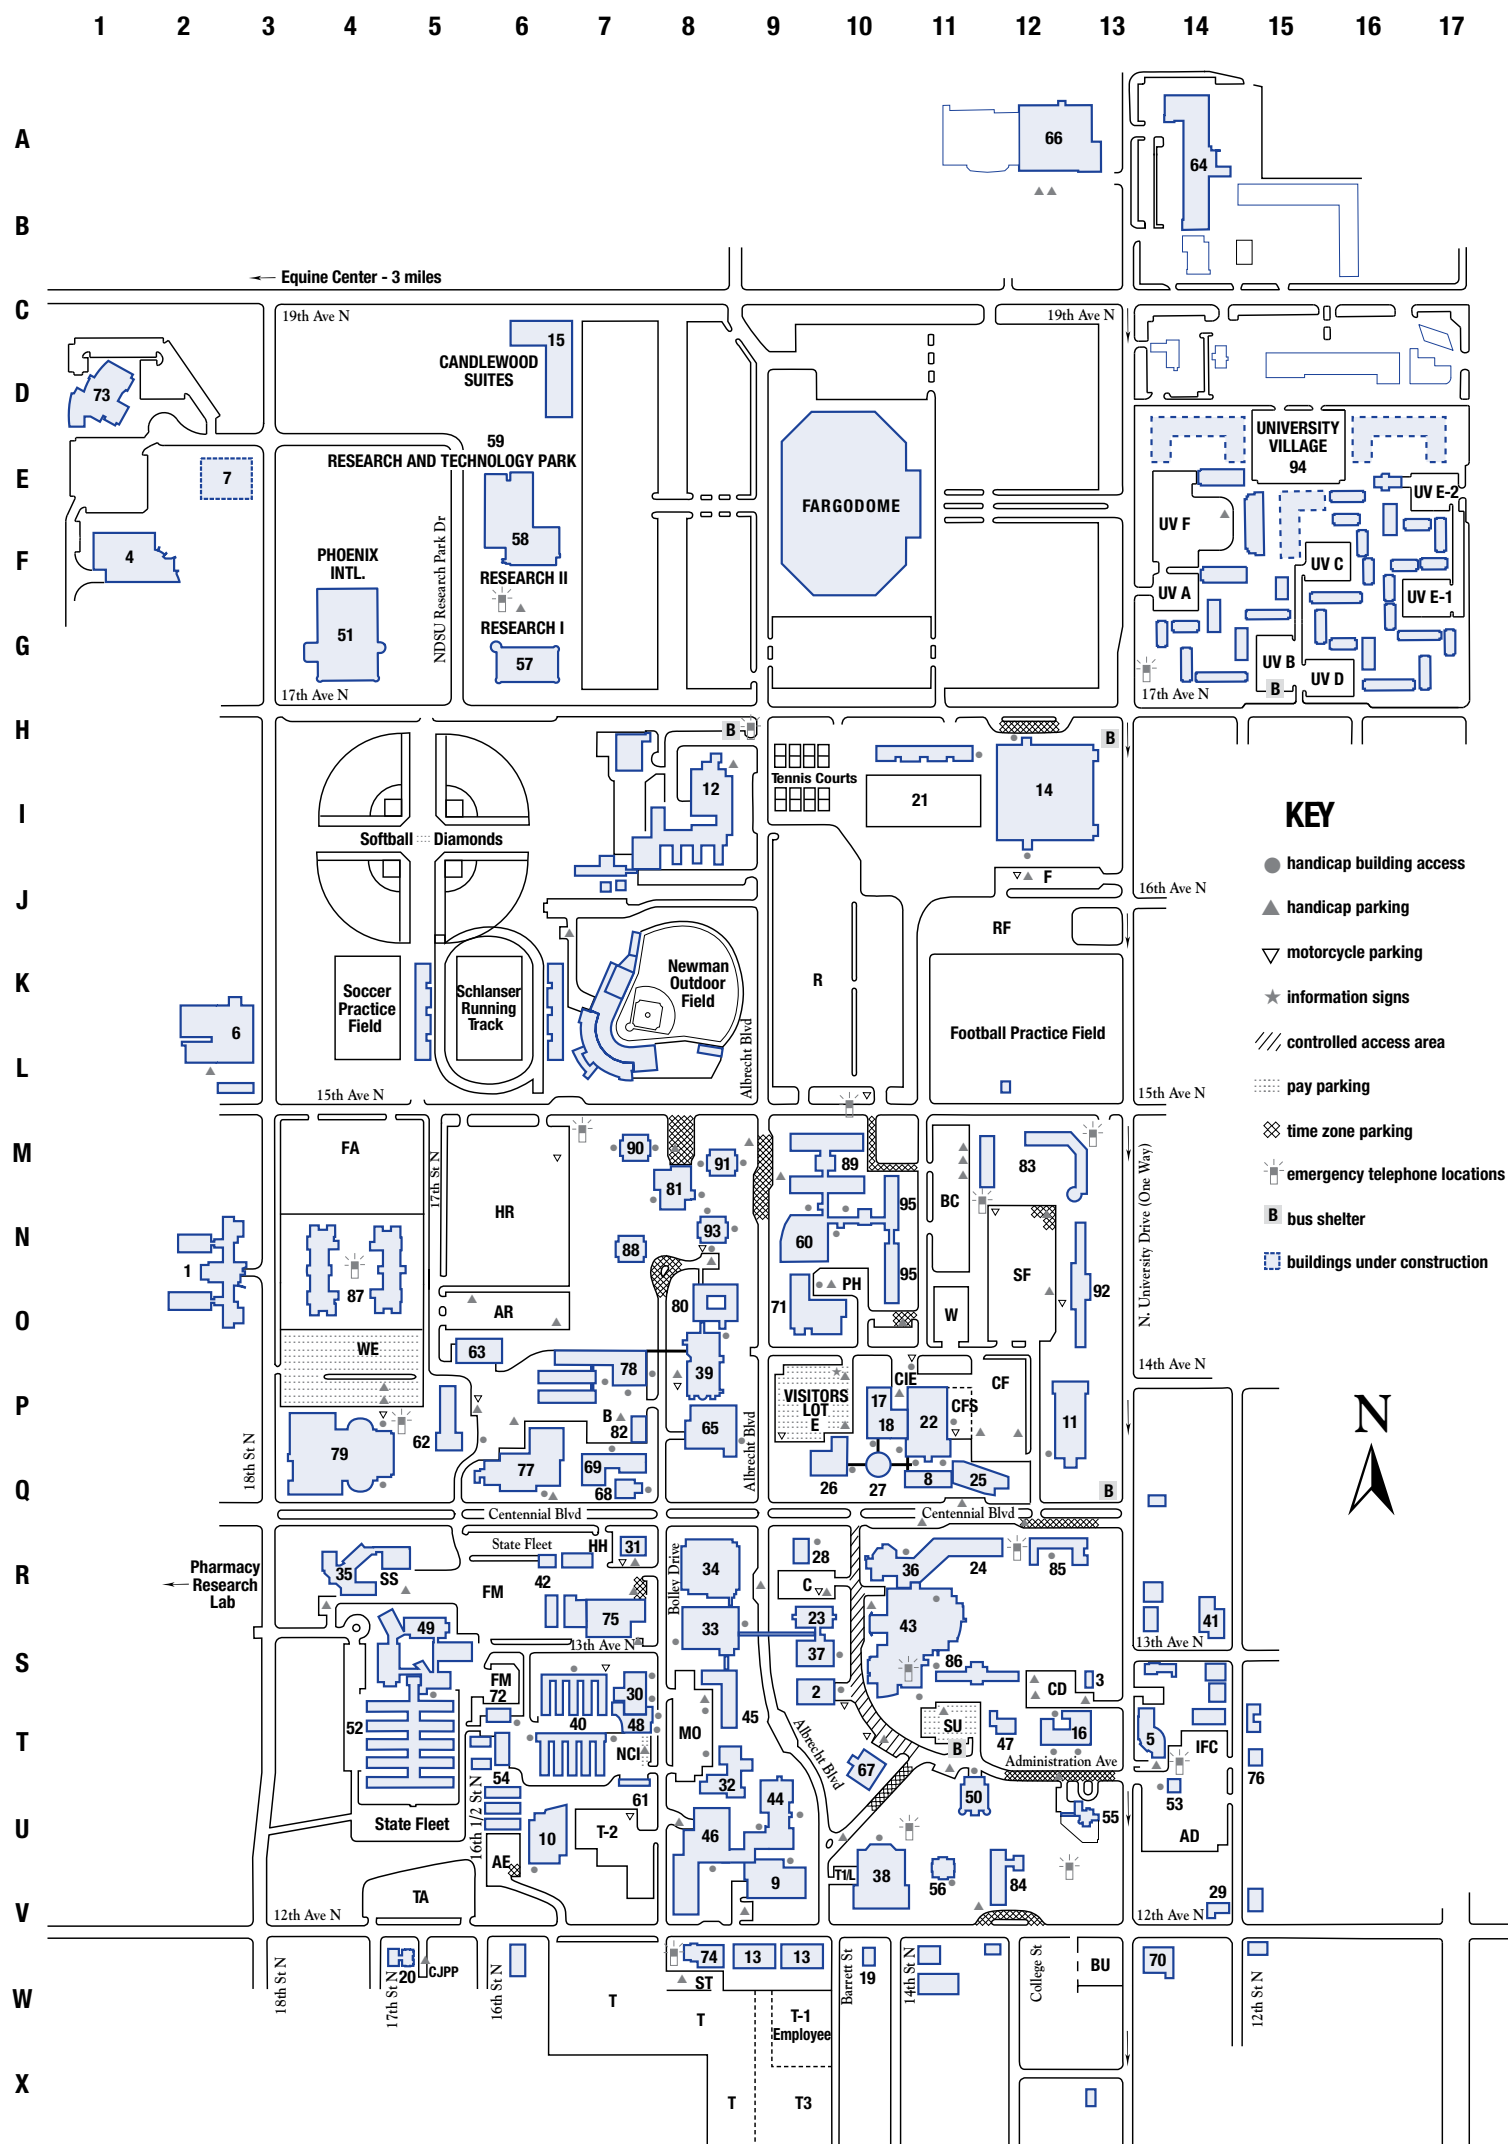 1 2 3 4 5 6 7 8 9 10 11 12 13 14 15 16 17
A
66
64
B
Equine Center - 3 miles
C
19th Ave N
19th Ave N
15
CANDLEWOOD
SUITES
D
73
59
RESEARCH AND TECHNOLOGY PARK
UNIVERSITY
VILLAGE
94
E
7
FARGODOME
UV E-2
UV F
NDSU Research Park Dr
F
4
PHOENIX
INTL.
58
RESEARCH II
UV C
UV A
UV E-1
RESEARCH I
G
51
57
UV B
UV D
17th Ave N
17th Ave N
B
H
B
B
Tennis Courts
12
21
14
I
Softball
Diamonds
KEY
handicap building access
handicap parking
motorcycle parking
information signs
controlled access area
pay parking
time zone parking
emergency telephone locations
B bus shelter
buildings under construction
F
16th Ave N
J
RF
K
Soccer
Practice
Field
Schlanser
Running
Track
Newman
Outdoor
Field
R
6
Football Practice Field
Albrecht Blvd
L
15th Ave N
15th Ave N
M
FA
90
91
89
83
17th St N
81
HR
BC
95
N. University Drive (One Way)
N
1
93
88
60
SF
87
PH
95
92
O
AR
80
71
W
WE
63
78
39
14th Ave N
CIE
CF
P
VISITORS
LOT
E
17
18
22
CFS
11
N
B
82
65
62
79
18th St N
77
69
68
Albrecht Blvd
Q
26
27
8
25
B
Centennial Blvd
Centennial Blvd
State Fleet
HH
31
28
Bolley Drive
34
R
Pharmacy
Research
Lab
35
SS
42
FM
C
36
24
85
75
33
23
43
49
41
13th Ave N
13th Ave N
S
37
86
FM
72
30
2
CD
3
52
40
48
MO
45
SU
47
16
T
NCI
B
Administration Ave
5
IFC
Albrecht Blvd
67
76
54
32
61
44
50
53
16th 1/2 St N
55
U
State Fleet
10
T-2
46
AD
AE
T1/L
38
56
84
9
TA
29
V
12th Ave N
12th Ave N
74
13
13
BU
70
20
CJPP
ST
19
W
18th St N
17th St N
16th St N
T
T
T-1
Employee
Barrett St
14th St N
College St
12th St N
X
T
T3